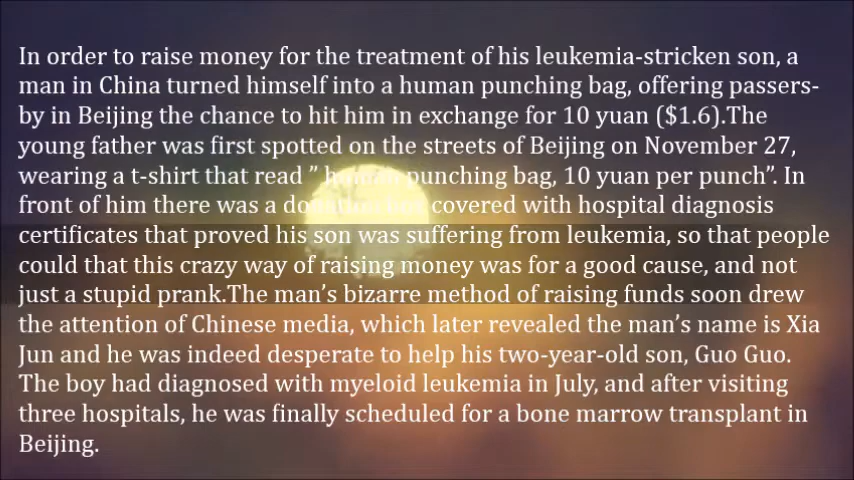 In order to raise money for the treatment of his leukemia-stricken son, a
man in China turned himself into a human punching bag, offering passers-
by in Beijing the chance to hit him in exchange for 10 yuan ($1.6).The
young father was first spotted on the streets of Beijing on November 27,
wearing a t-shirt that read ” human punching bag, 10 yuan per punch”. In
front of him there was a donation box covered with hospital diagnosis
certificates that proved his son was suffering from leukemia, so that people
could that this crazy way of raising money was for a good cause, and not
just a stupid prank.The man’s bizarre method of raising funds soon drew
the attention of Chinese media, which later revealed the man’s name is Xia
Jun and he was indeed desperate to help his two-year-old son, Guo Guo.
The boy had diagnosed with myeloid leukemia in July, and after visiting
three hospitals, he was finally scheduled for a bone marrow transplant in
Beijing.